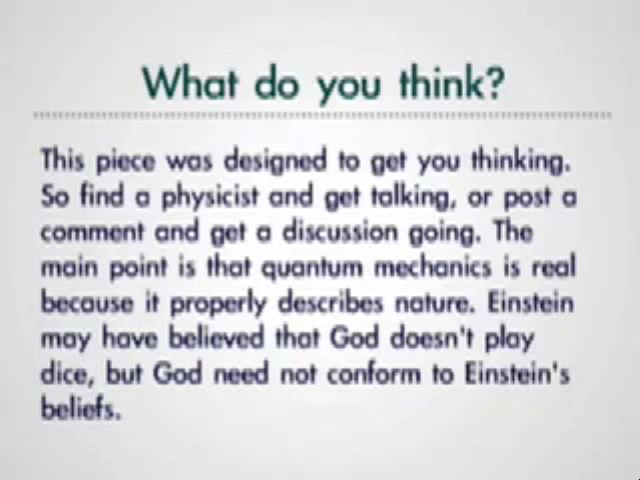 What do you think?
This piece was designed to get you thinking.
So find a physicist and get talking, or post a
comment and get a discussion going. The
main point is that quantum mechanics is real
because it properly describes nature. Einstein
may have believed that God doesn't play
dice, but God need not conform to Einstein's
beliefs.